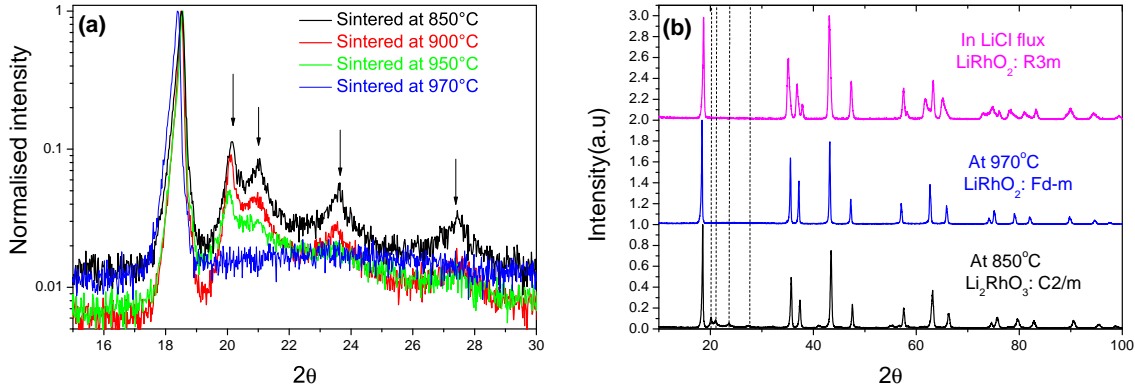 (a)
Sintered at 850°C
Sintered at 900°C
Sintered at 950°C
Sintered at 970°C
Normalised intensity
1
0.1
0.01
16 18 20 22 24 26 28 30
2θ
(b)
In LiCl flux
LiRhO2: R3m
At 970°C
LiRhO2: Fd-m
At 850°C
Li2RhO3: C2/m
Intensity(a.u)
3.0
2.8
2.6
2.4
2.2
2.0
1.8
1.6
1.4
1.2
1.0
0.8
0.6
0.4
0.2
0.0
20 40 60 80 100
2θ